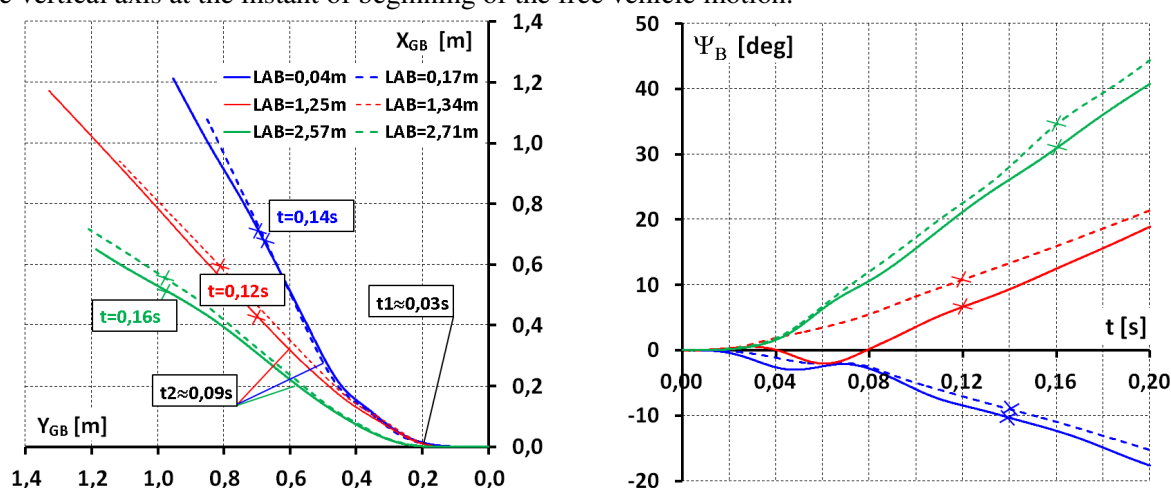 e vertical axis at the instant of beginning of the free vehicle motion.
1,4
X_GB [m]
LAB=0,04m LAB=0,17m
1,2
LAB=1,25m LAB=1,34m
LAB=2,57m LAB=2,71m
1,0
0,8
t=0,14s
0,6
t=0,12s
t1≈0,03s
t=0,16s
0,4
t2≈0,09s
0,2
Y_GB [m]
0,0
1,4 1,2 1,0 0,8 0,6 0,4 0,2 0,0
50
Ψ_B [deg]
40
30
20
10
t [s]
0
0,00 0,04 0,08 0,12 0,16 0,20
-10
-20